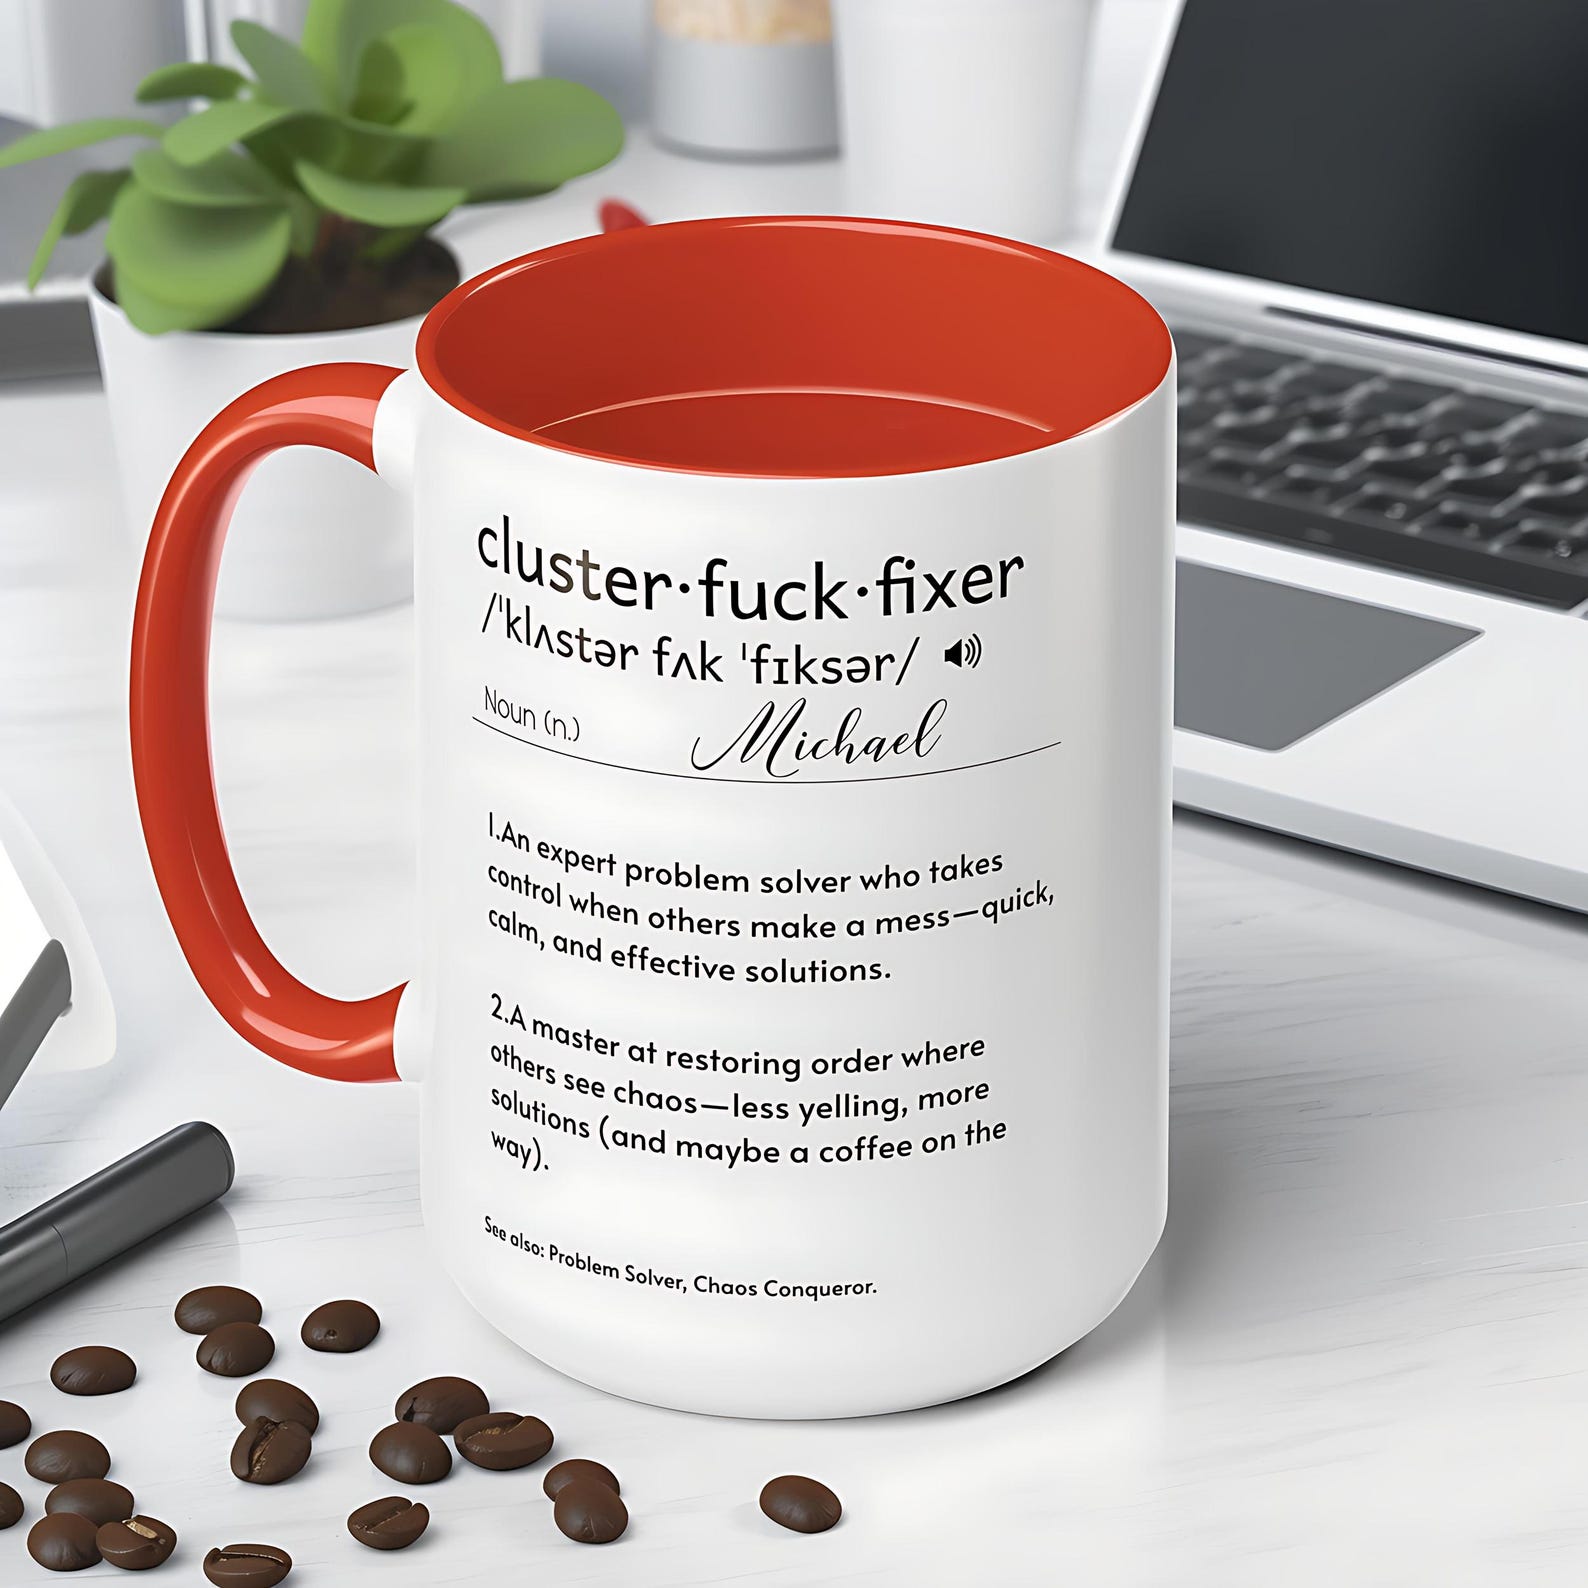 cluster·fuck·fixer
/ˈklʌstər fʌk ˈfɪksər/
Noun (n.) Michael
1.An expert problem solver who takes
control when others make a mess—quick,
calm, and effective solutions.
2.A master at restoring order where
others see chaos—less yelling, more
solutions (and maybe a coffee on the
way).
See also: Problem Solver, Chaos Conqueror.